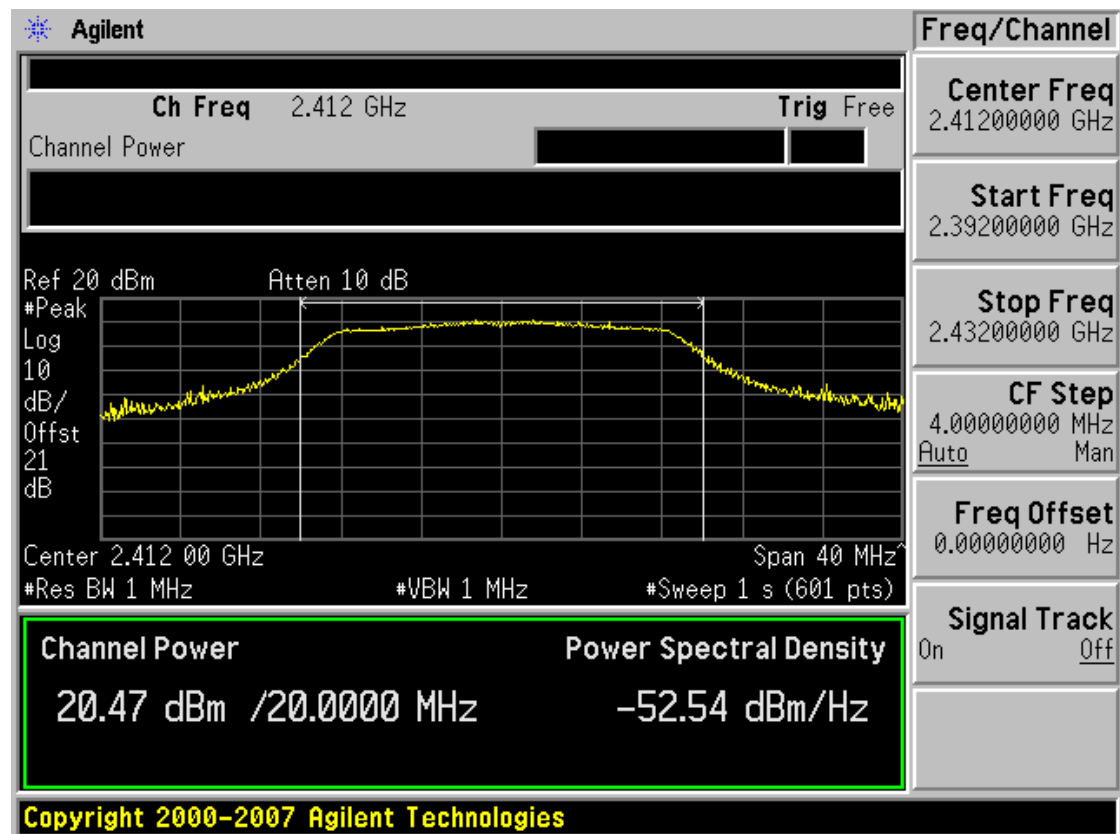 Agilent
Freq/Channel
Ch Freq 2.412 GHz Trig Free
Channel Power
Ref 20 dBm Atten 10 dB
#Peak
Log
10
dB/
Offst
21
dB
Center 2.412 00 GHz Span 40 MHz^
#Res BW 1 MHz #VBW 1 MHz #Sweep 1 s (601 pts)
Channel Power Power Spectral Density
20.47 dBm /20.0000 MHz -52.54 dBm/Hz
Copyright 2000-2007 Agilent Technologies
Center Freq
2.41200000 GHz
Start Freq
2.39200000 GHz
Stop Freq
2.43200000 GHz
CF Step
4.00000000 MHz
Auto Man
Freq Offset
0.00000000 Hz
Signal Track
On Off